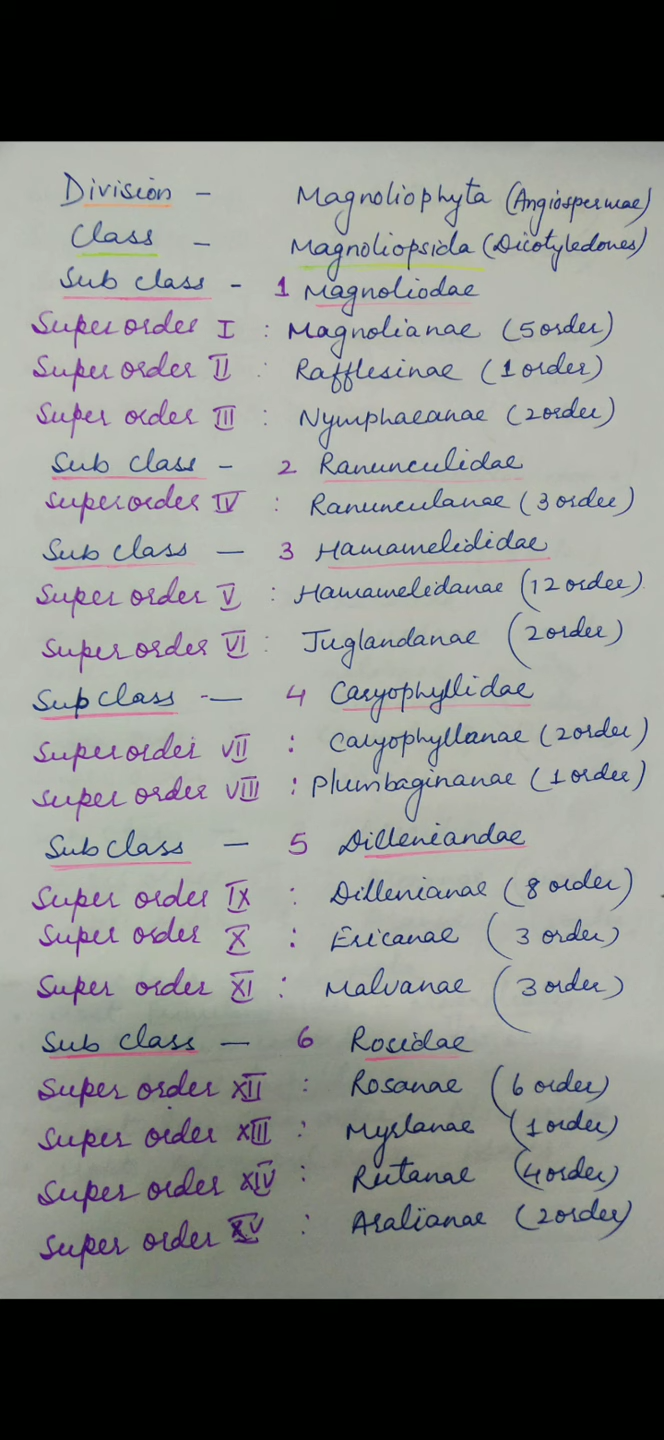 Division - Magnoliophyta (Angiospermae)
Class - Magnoliopsida (Dicotyledones)
Sub class - 1 Magnoliodae
Super order I : Magnolianae (5 order)
Super order II : Rafflesinae (1 order)
Super order III : Nymphaeanae (2 order)
Sub class - 2 Ranunculidae
Superorder IV : Ranunculanae (3 order)
Sub class - 3 Hamamelididae
Super order V : Hamamelidanae (12 order)
Super order VI : Juglandanae (2 order)
Sub class - 4 Caryophyllidae
Superorder VII : Caryophyllanae (2 order)
Super order VIII : Plumbaginanae (1 order)
Sub class - 5 Dilleniandae
Super order IX : Dillenianae (8 order)
Super order X : Ericanae (3 order)
Super order XI : Malvanae (3 order)
Sub class - 6 Rosidae
Super order XII : Rosanae (6 order)
Super order XIII : Myrtanae (1 order)
Super order XIV : Rutanae (4 order)
Super order XV : Aralianae (2 order)